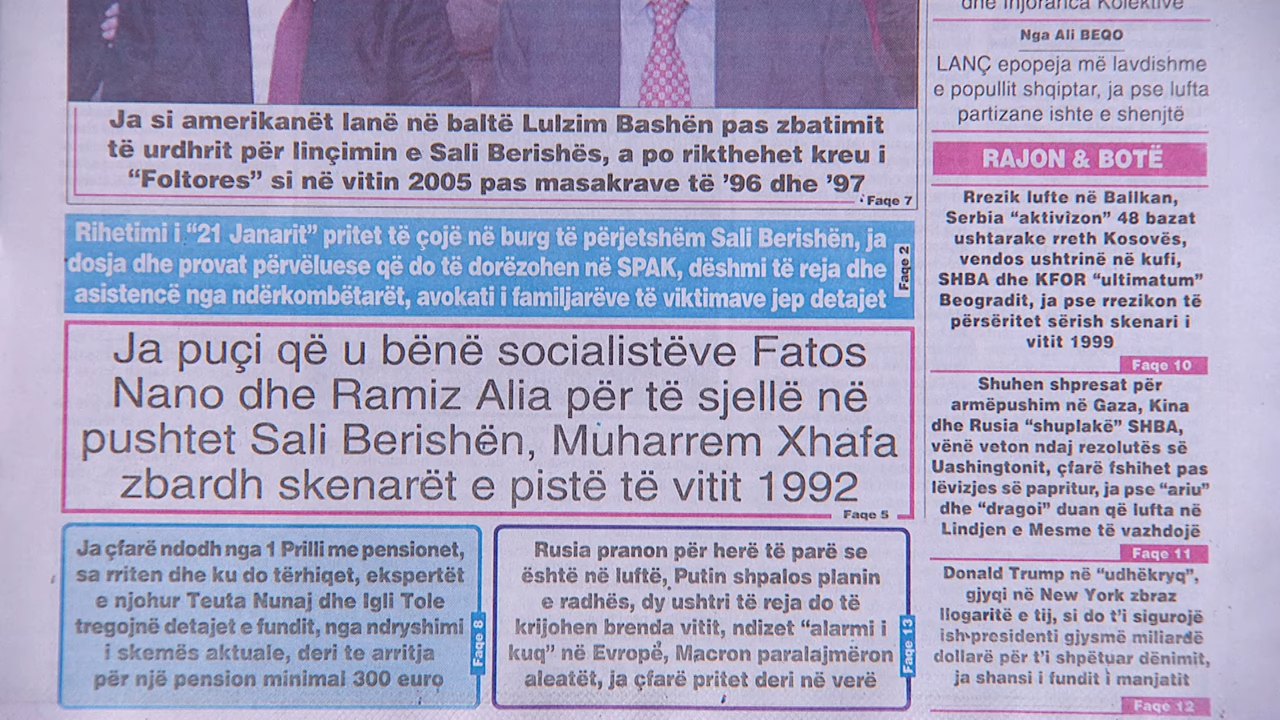 Ja si amerikanët lanë në baltë Lulzim Bashën pas zbatimit
të urdhrit për linçimin e Sali Berishës, a po rikthehet kreu i
“Foltores” si në vitin 2005 pas masakrave të ’96 dhe ’97
Faqe 7
Rihetimi i “21 Janarit” pritet të çojë në burg të përjetshëm Sali Berishën, ja
dosja dhe provat përvëluese që do të dorëzohen në SPAK, dëshmi të reja dhe
asistencë nga ndërkombëtarët, avokati i familjarëve të viktimave jep detajet
Faqe 2
Ja puçi që u bënë socialistëve Fatos
Nano dhe Ramiz Alia për të sjellë në
pushtet Sali Berishën, Muharrem Xhafa
zbardh skenarët e pistë të vitit 1992
Faqe 5
Ja çfarë ndodh nga 1 Prilli me pensionet,
sa rriten dhe ku do tërhiqet, ekspertët
e njohur Teuta Nunaj dhe Igli Tole
tregojnë detajet e fundit, nga ndryshimi
i skemës aktuale, deri te arritja
për një pension minimal 300 euro
Faqe 8
Rusia pranon për herë të parë se
është në luftë, Putin shpalos planin
e radhës, dy ushtri të reja do të
krijohen brenda vitit, ndizet “alarmi i
kuq” në Evropë, Macron paralajmëron
aleatët, ja çfarë pritet deri në verë
Faqe 13
dhe Injoranca Kolektive
Nga Ali BEQO
LANÇ epopeja më lavdishme
e popullit shqiptar, ja pse lufta
partizane ishte e shenjtë
RAJON & BOTË
Rrezik lufte në Ballkan,
Serbia “aktivizon” 48 bazat
ushtarake rreth Kosovës,
vendos ushtrinë në kufi,
SHBA dhe KFOR “ultimatum”
Beogradit, ja pse rrezikon të
përsëritet sërish skenari i
vitit 1999
Faqe 10
Shuhen shpresat për
armëpushim në Gaza, Kina
dhe Rusia “shuplakë” SHBA,
vënë veton ndaj rezolutës së
Uashingtonit, çfarë fshihet pas
lëvizjes së papritur, ja pse “ariu”
dhe “dragoi” duan që lufta në
Lindjen e Mesme të vazhdojë
Faqe 11
Donald Trump në “udhëkryq”,
gjyqi në New York zbraz
llogaritë e tij, si do t’i sigurojë
ish-presidenti gjysmë miliardë
dollarë për t’i shpëtuar dënimit,
ja shansi i fundit i manjatit
Faqe 12